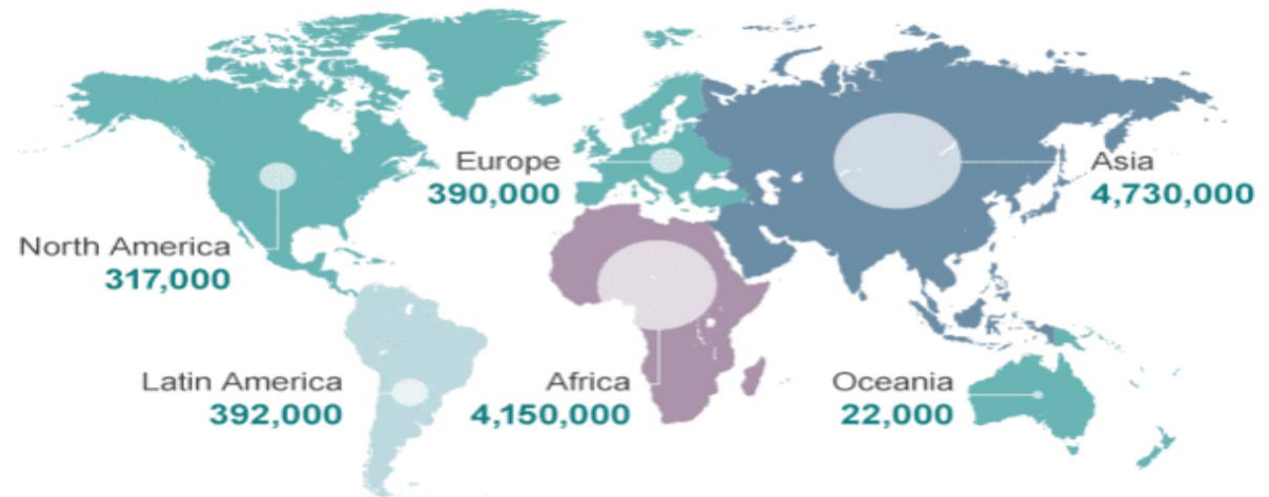 Europe
390,000
Asia
4,730,000
North America
317,000
Latin America
392,000
Africa
4,150,000
Oceania
22,000